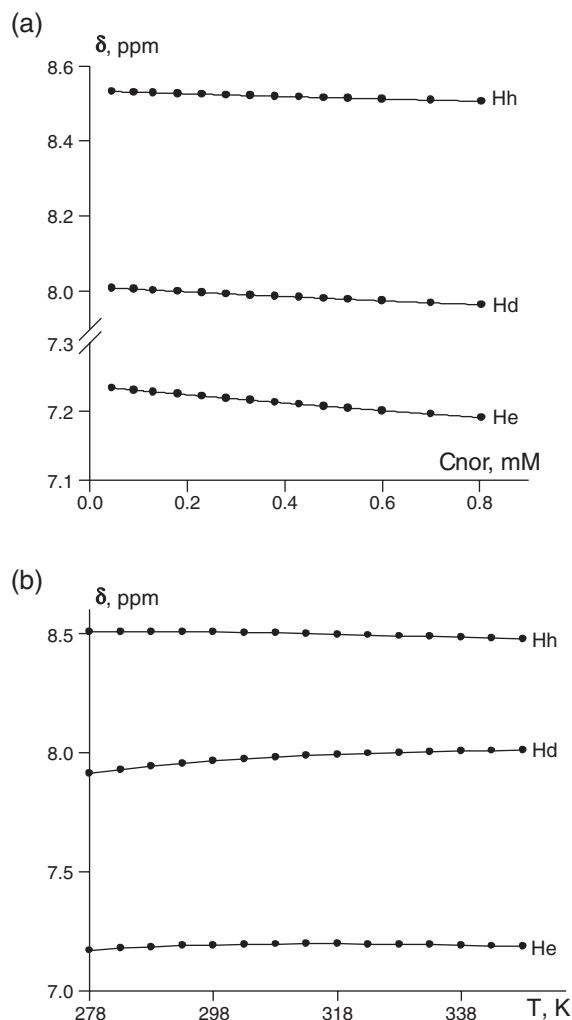 (a)
δ, ppm
8.6
Hh
8.4
8.2
8.0
Hd
7.3
7.2
He
7.1
Cnor, mM
0.0 0.2 0.4 0.6 0.8
(b)
δ, ppm
8.5
Hh
8.0
Hd
7.5
He
7.0
278 298 318 338 T, K